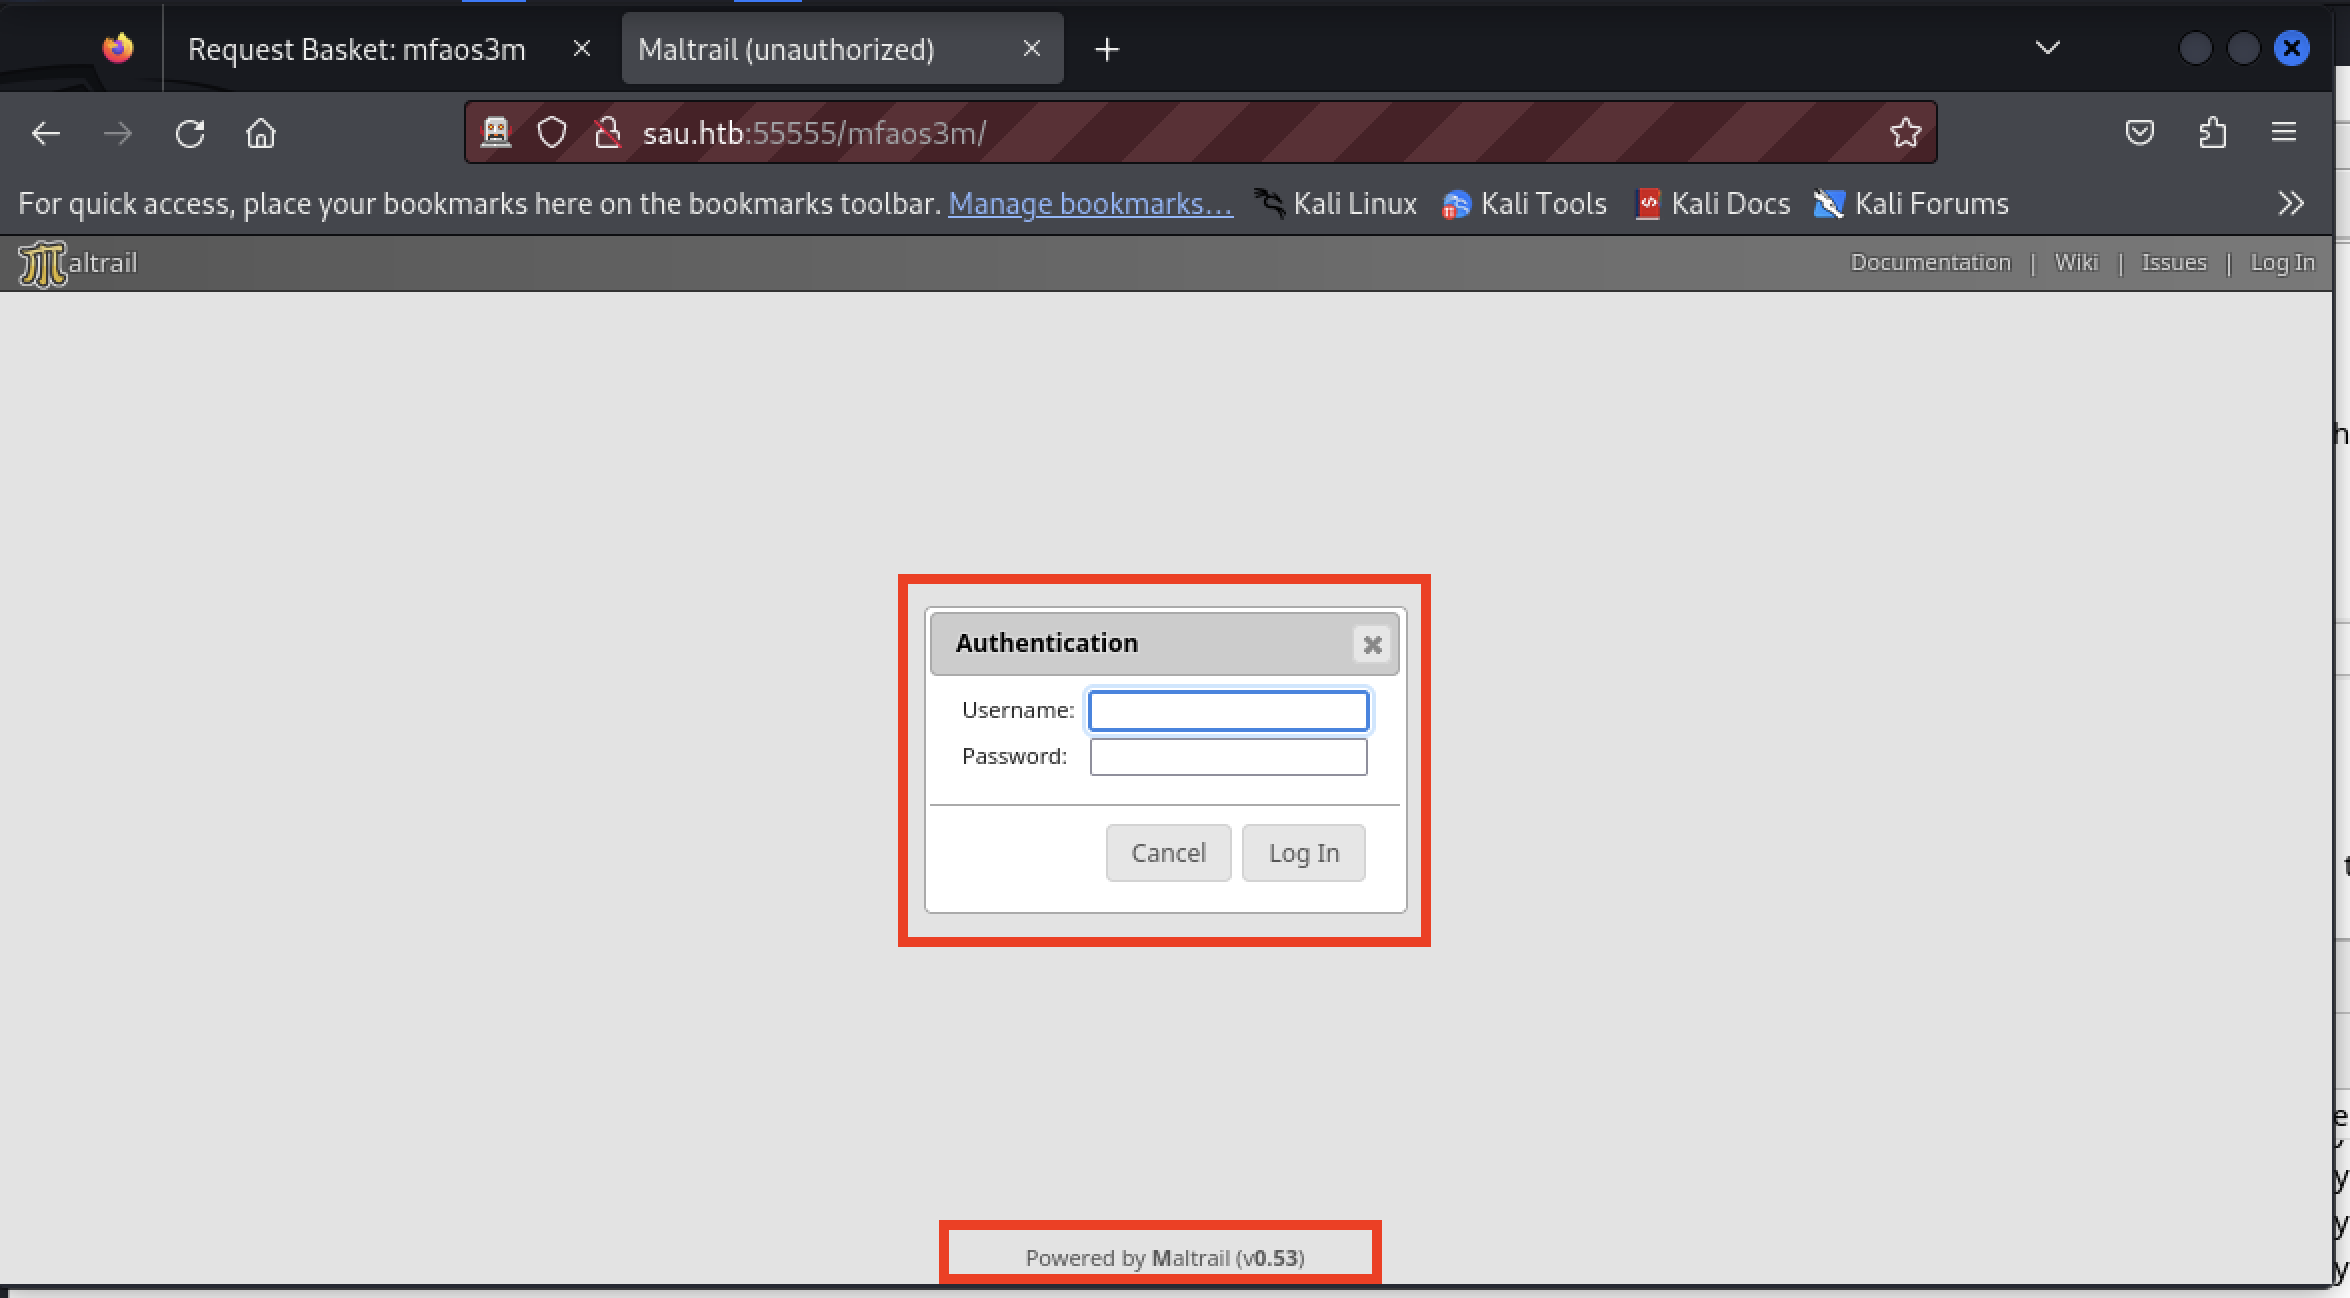 Request Basket: mfaos3m
Maltrail (unauthorized)
sau.htb:55555/mfaos3m/
For quick access, place your bookmarks here on the bookmarks toolbar. Manage bookmarks... Kali Linux Kali Tools Kali Docs Kali Forums
Maltrail
Documentation | Wiki | Issues | Log In
Authentication
Username:
Password:
Cancel Log In
Powered by Maltrail (v0.53)